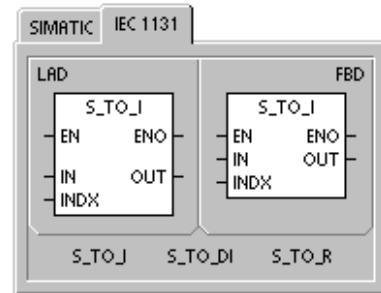 SIMATIC IEC 1131
LAD FBD
S_TO_I S_TO_I
EN ENO EN ENO
IN OUT IN OUT
INDX INDX
S_TO_I S_TO_DI S_TO_R